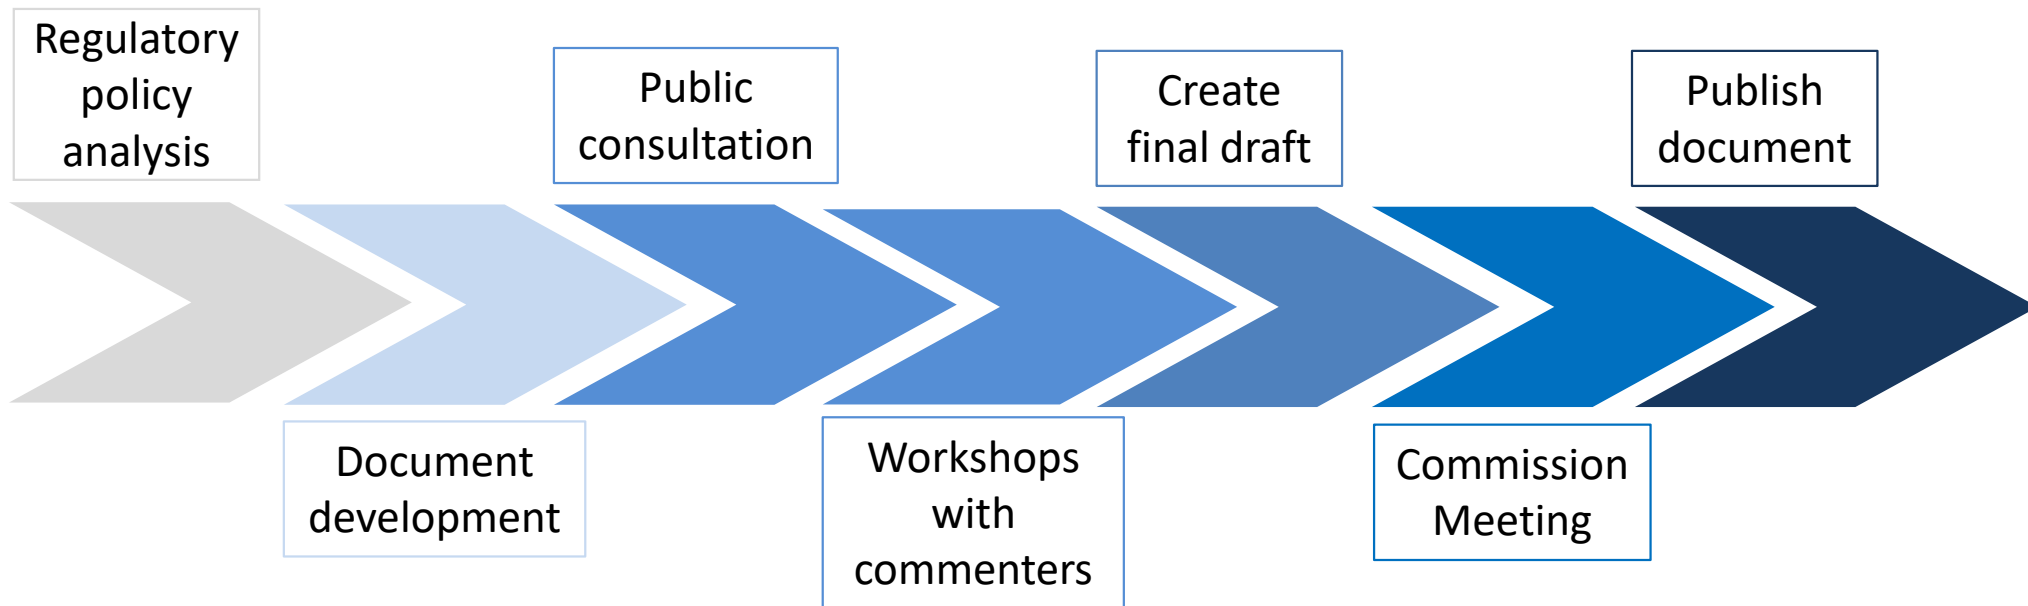 Regulatory
policy
analysis
Document
development
Public
consultation
Workshops
with
commenters
Create
final draft
Commission
Meeting
Publish
document